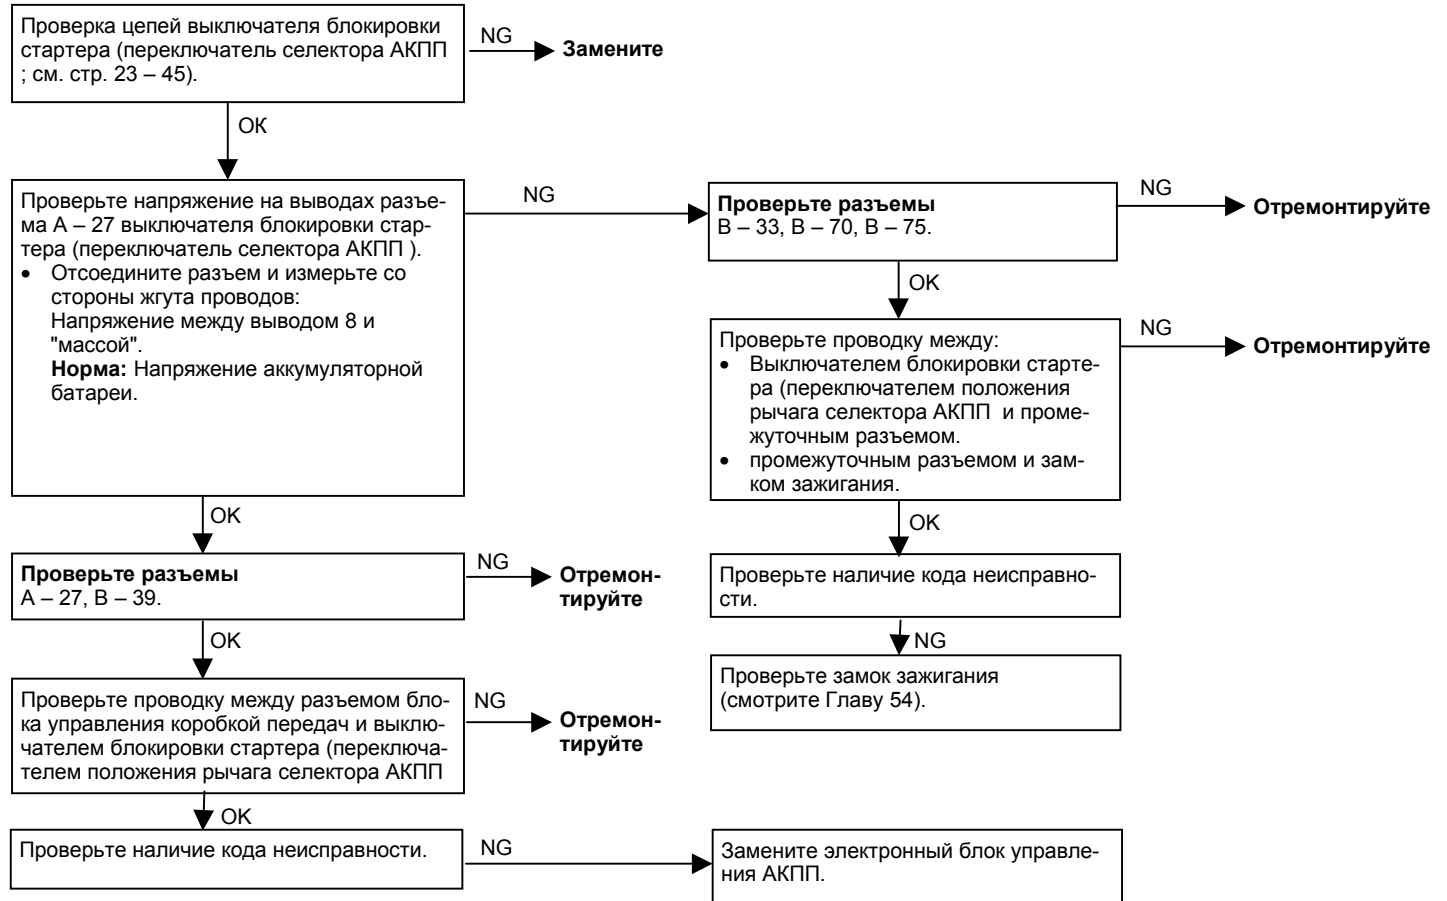 Проверка цепей выключателя блокировки
стартера (переключатель селектора АКПП
; см. стр. 23 – 45).
NG
Замените
OK
Проверьте напряжение на выводах разъе-
ма А – 27 выключателя блокировки стар-
тера (переключатель селектора АКПП ).
• Отсоедините разъем и измерьте со
стороны жгута проводов:
Напряжение между выводом 8 и
"массой".
Норма: Напряжение аккумуляторной
батареи.
NG
Проверьте разъемы
В – 33, В – 70, В – 75.
NG
Отремонтируйте
OK
Проверьте проводку между:
• Выключателем блокировки старте-
ра (переключателем положения
рычага селектора АКПП и проме-
жуточным разъемом.
• промежуточным разъемом и зам-
ком зажигания.
NG
Отремонтируйте
OK
Проверьте наличие кода неисправно-
сти.
NG
Проверьте замок зажигания
(смотрите Главу 54).
OK
Проверьте разъемы
А – 27, В – 39.
NG
Отремон-
тируйте
OK
Проверьте проводку между разъемом бло-
ка управления коробкой передач и выклю-
чателем блокировки стартера (переключа-
телем положения рычага селектора АКПП
NG
Отремон-
тируйте
OK
Проверьте наличие кода неисправности.
NG
Замените электронный блок управле-
ния АКПП.